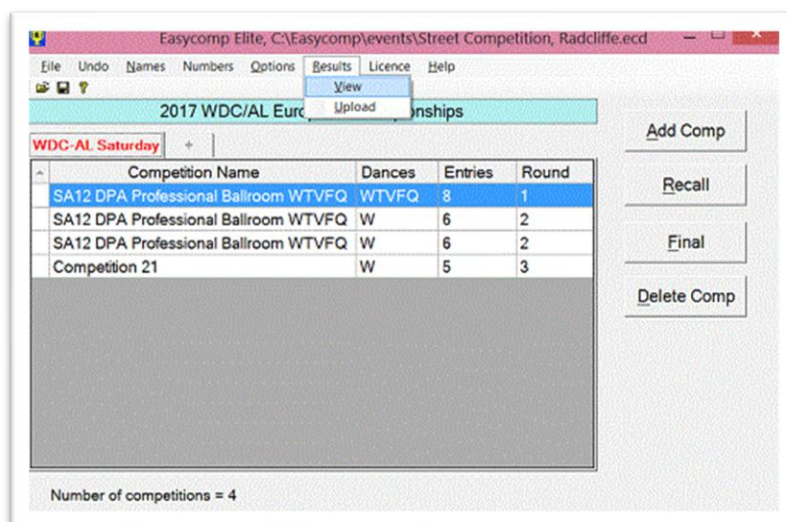 Easycomp Elite, C:\Easycomp\events\Street Competition, Radcliffe.ecd
File Undo Names Numbers Options Results Licence Help
View
Upload
2017 WDC/AL Euro nships
WDC-AL Saturday +
Competition Name Dances Entries Round
SA12 DPA Professional Ballroom WTVFQ WTVFQ 8 1
SA12 DPA Professional Ballroom WTVFQ W 6 2
SA12 DPA Professional Ballroom WTVFQ W 6 2
Competition 21 W 5 3
Add Comp
Recall
Final
Delete Comp
Number of competitions = 4